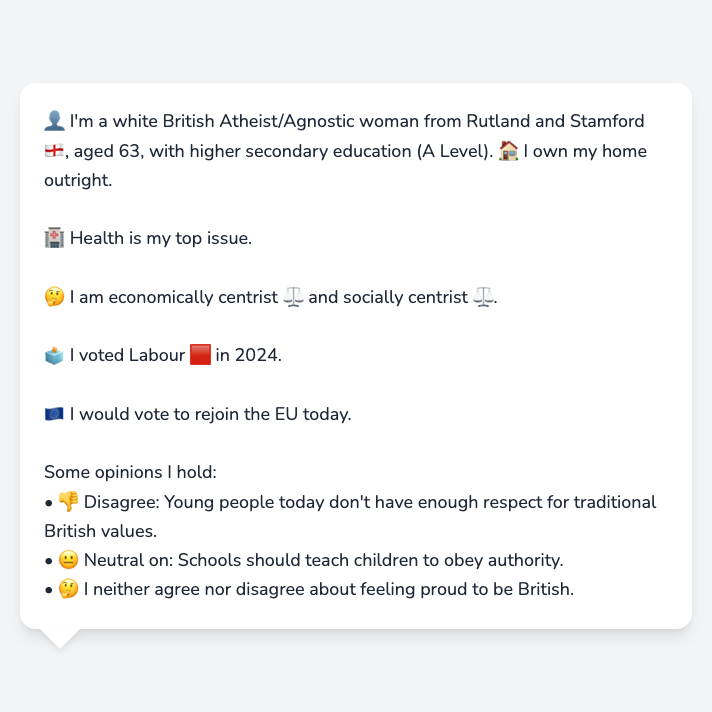 👤 I'm a white British Atheist/Agnostic woman from Rutland and Stamford
🏴󠁧󠁢󠁥󠁮󠁧󠁿, aged 63, with higher secondary education (A Level). 🏠 I own my home
outright.
🏥 Health is my top issue.
🤔 I am economically centrist ⚖️ and socially centrist ⚖️.
🗳️ I voted Labour 🟥 in 2024.
🇪🇺 I would vote to rejoin the EU today.
Some opinions I hold:
• 👎 Disagree: Young people today don't have enough respect for traditional
British values.
• 😐 Neutral on: Schools should teach children to obey authority.
• 🤔 I neither agree nor disagree about feeling proud to be British.